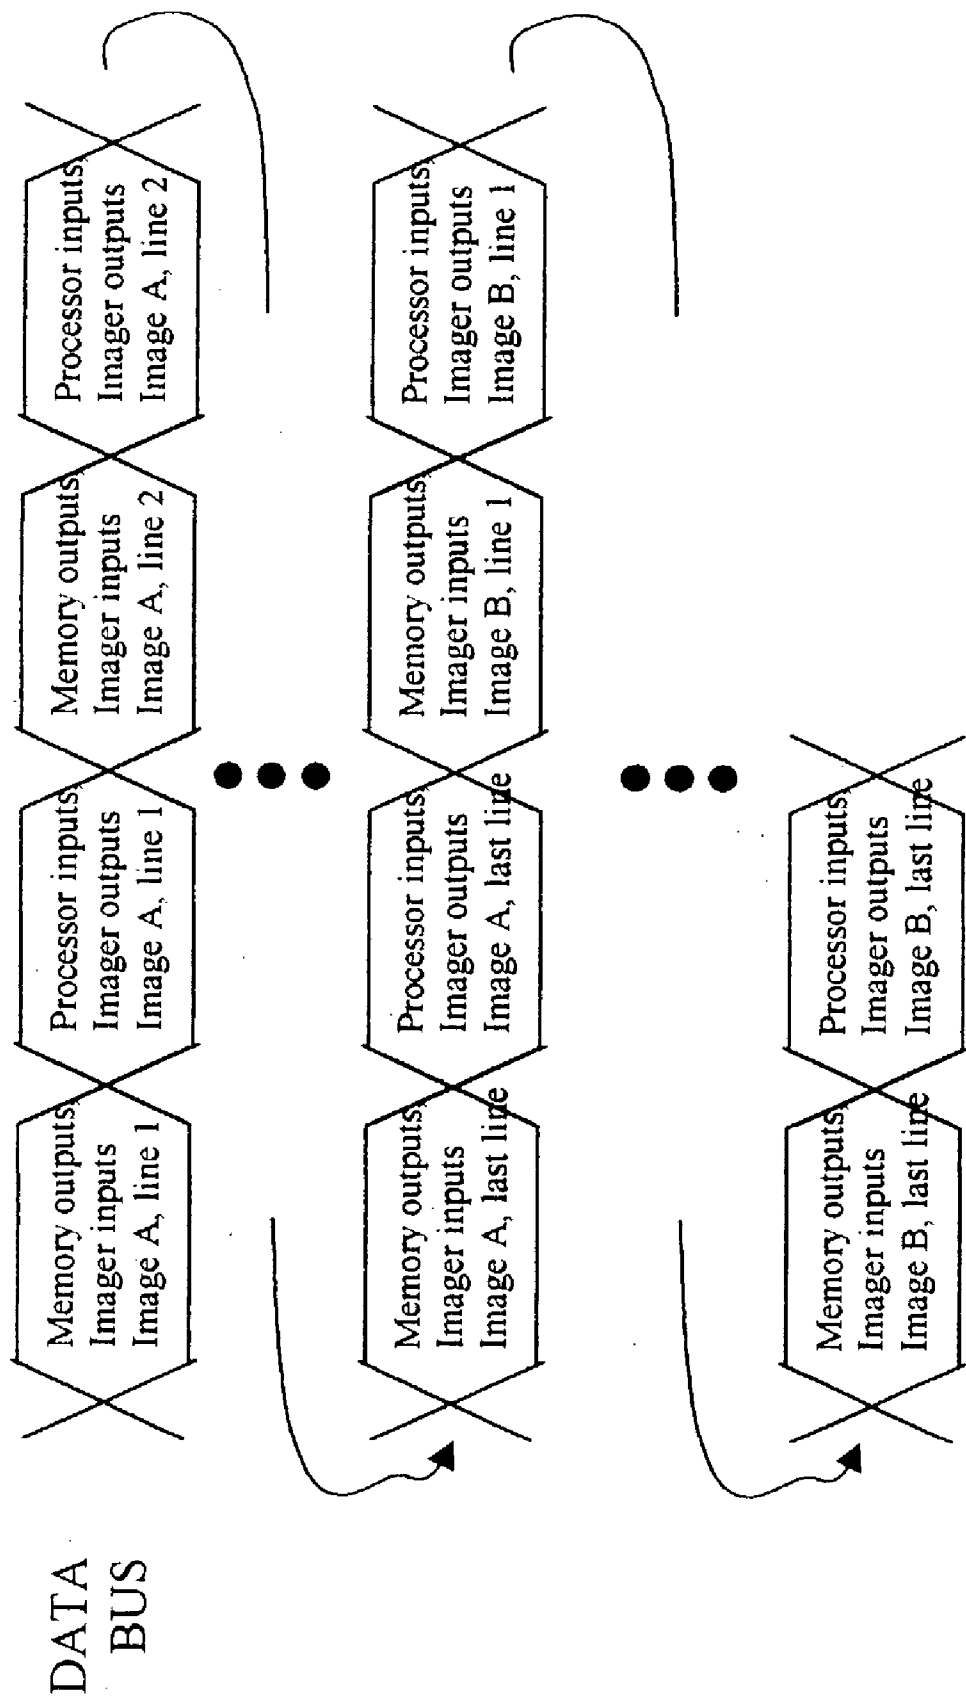 DATA
BUS
Memory outputs,
Imager inputs
Image A, line 1
Processor inputs,
Imager outputs
Image A, line 1
Memory outputs,
Imager inputs
Image A, line 2
Processor inputs,
Imager outputs
Image A, line 2
Memory outputs,
Imager inputs
Image A, last line
Processor inputs,
Imager outputs
Image A, last line
Memory outputs,
Imager inputs
Image B, line 1
Processor inputs,
Imager outputs
Image B, line 1
Memory outputs,
Imager inputs
Image B, last line
Processor inputs,
Imager outputs
Image B, last line